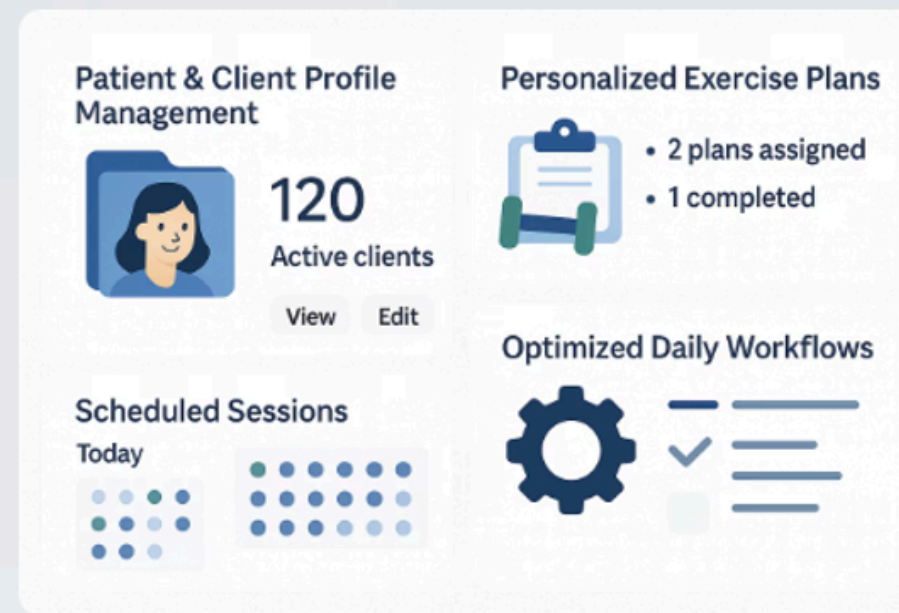 Patient & Client Profile
Management
120
Active clients
View
Edit
Personalized Exercise Plans
• 2 plans assigned
• 1 completed
Scheduled Sessions
Today
Optimized Daily Workflows